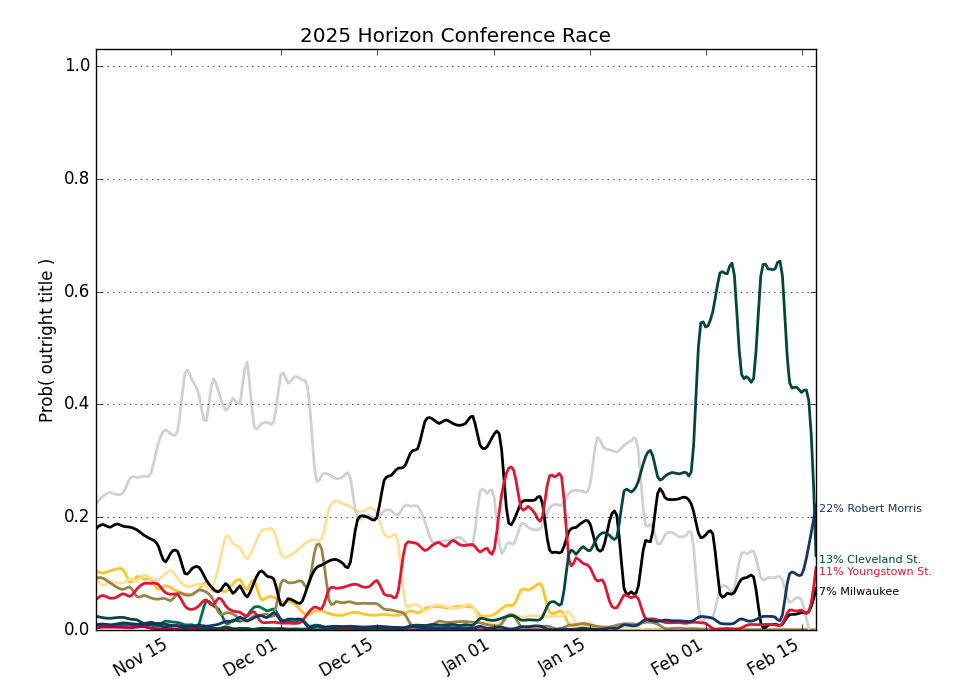 2025 Horizon Conference Race
Prob( outright title )
1.0
0.8
0.6
0.4
0.2
0.0
22% Robert Morris
13% Cleveland St.
11% Youngstown St.
7% Milwaukee
Nov 15
Dec 01
Dec 15
Jan 01
Jan 15
Feb 01
Feb 15